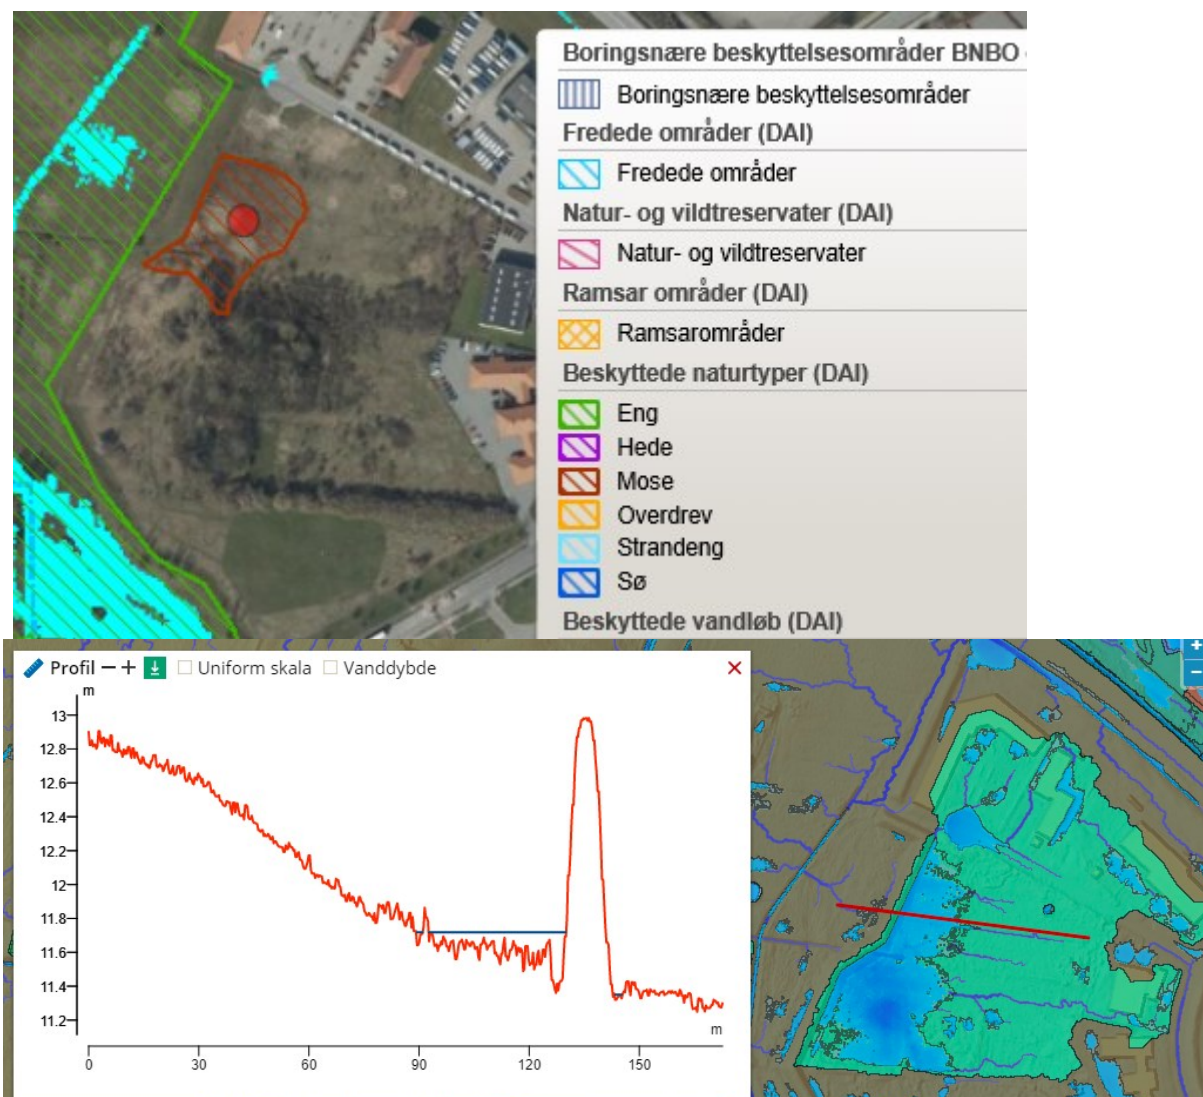 Boringsnære beskyttelsesområder BNBO
Boringsnære beskyttelsesområder
Fredede områder (DAI)
Fredede områder
Natur- og vildtreservater (DAI)
Natur- og vildtreservater
Ramsar områder (DAI)
Ramsarområder
Beskyttede naturtyper (DAI)
Eng
Hede
Mose
Overdrev
Strandeng
Sø
Beskyttede vandløb (DAI)
Profil − + Uniform skala Vanddybde ×
m
13
12.8
12.6
12.4
12.2
12
11.8
11.6
11.4
11.2
m
0 30 60 90 120 150
+
−